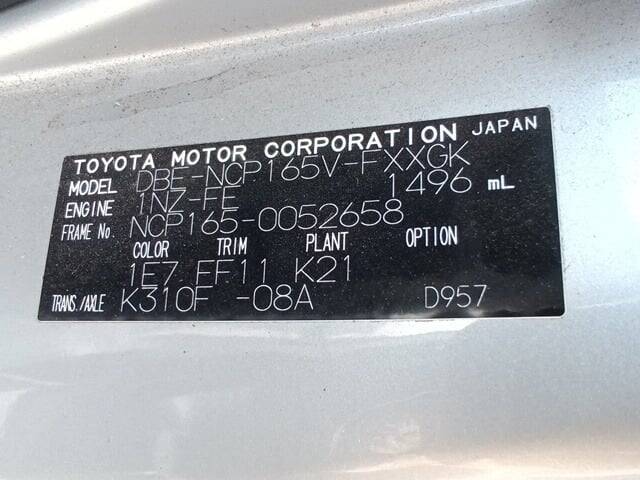 TOYOTA MOTOR CORPORATION JAPAN
MODEL DBE-NCP165V-FXXGK
ENGINE 1NZ-FE 1496 mL
FRAME No. NCP165-0052658
COLOR TRIM PLANT OPTION
1E7 FF11 K21
TRANS./AXLE K310F -08A D957